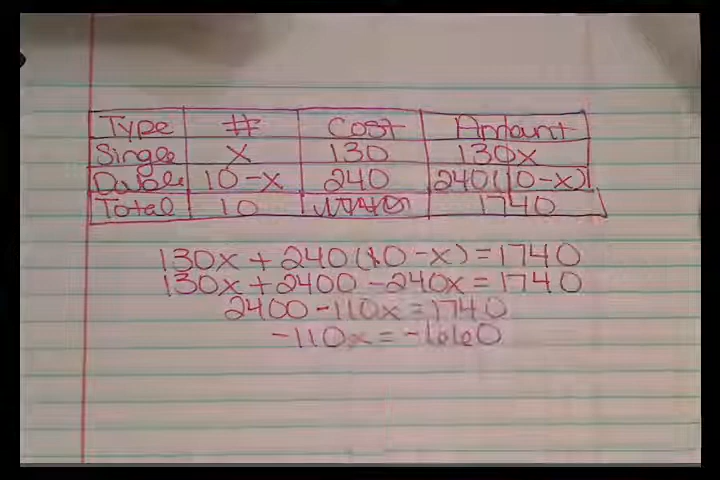 Type # Cost Amount
Single x 130 130x
Double 10-x 240 240(10-x)
Total 10 1740
130x + 240(10-x) = 1740
130x + 2400 - 240x = 1740
2400 - 110x = 1740
-110x = -660